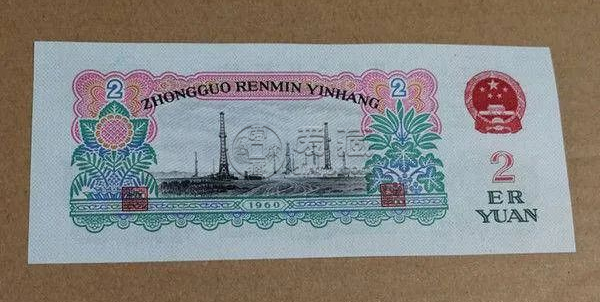 2
2
ZHONGGUO RENMIN YINHANG
1960
2
ER
YUAN